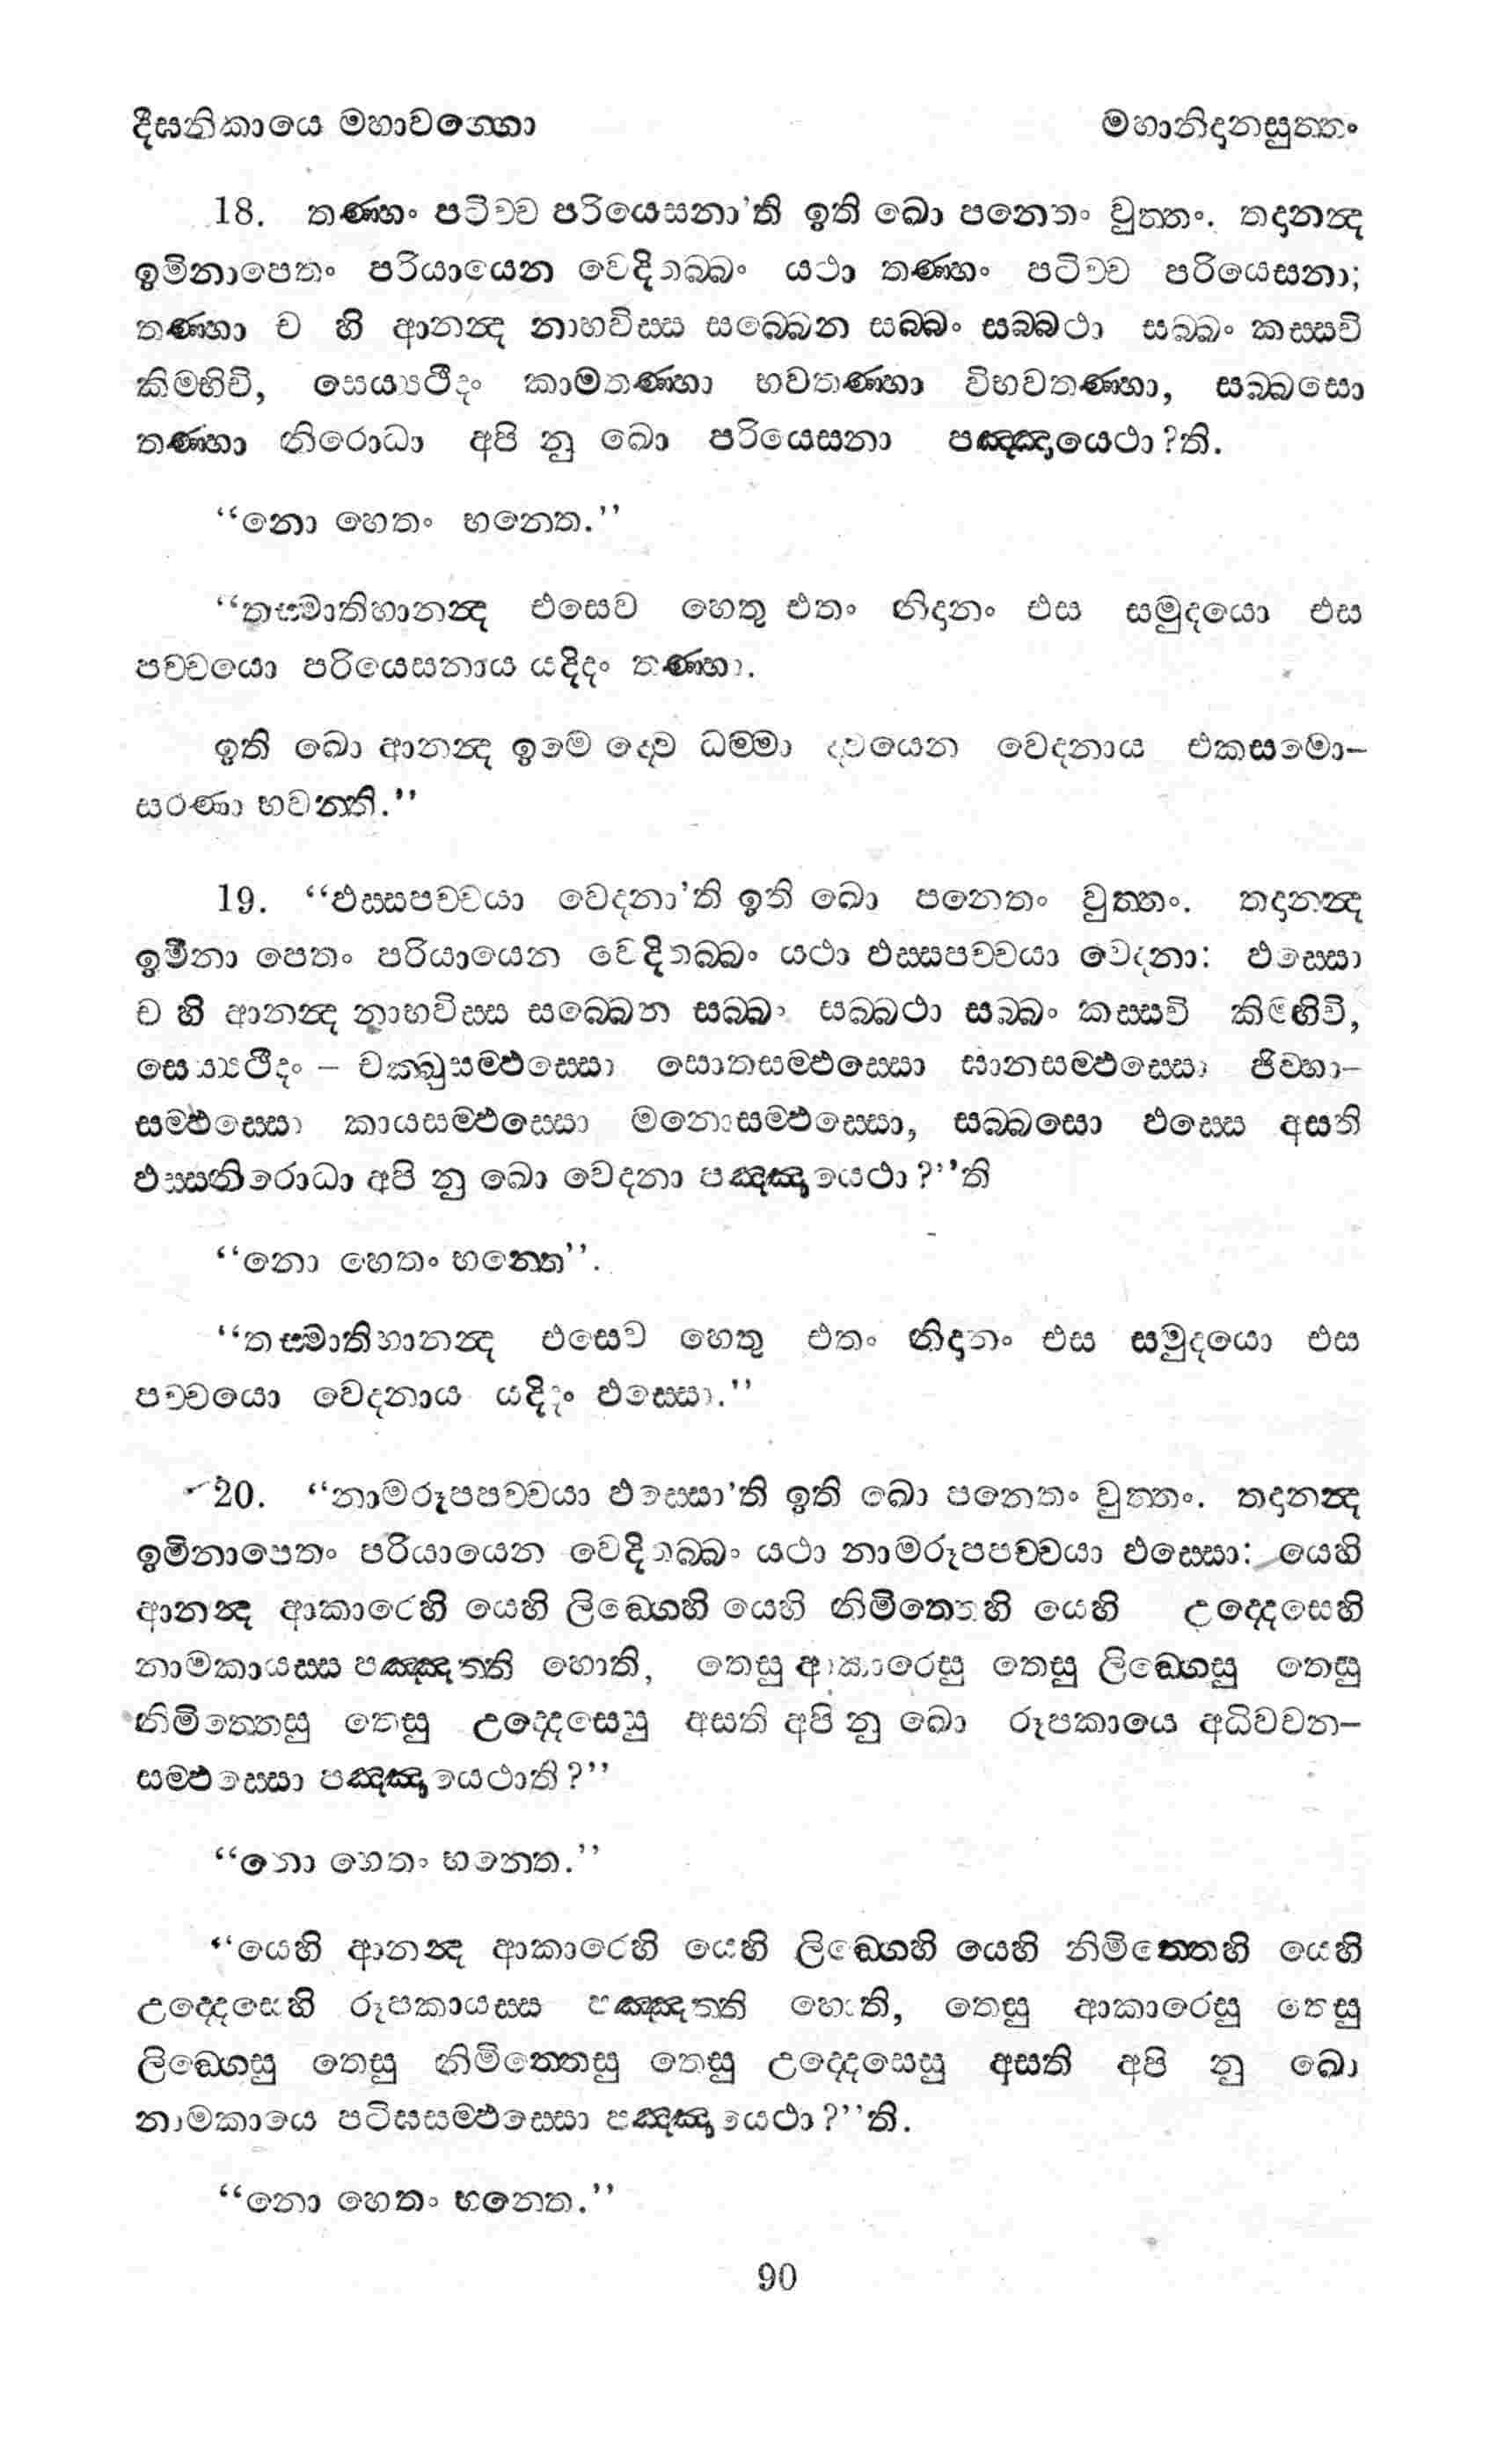 දීඝනිකායෙ මහාවග්ගො
මහානිදානසුත්තං
18. තණ්හං පටිච්ච පරියෙසනා'ති ඉති ඛො පනෙතං වුත්තං. තදානන්ද
ඉමිනාපෙතං පරියායෙන වෙදිතබ්බං යථා තණ්හං පටිච්ච පරියෙසනා;
තණ්හා ච හි ආනන්ද නාභවිස්ස සබ්බෙන සබ්බං සබ්බථා සබ්බං කස්සචි
කිම්හිචි, සෙය්‍යථිදං කාමතණ්හා භවතණ්හා විභවතණ්හා, සබ්බසො
තණ්හා නිරොධා අපි නු ඛො පරියෙසනා පඤ්ඤායෙථා?ති.
“නො හෙතං භන්තෙ.”
“තස්මාතිහානන්ද එසෙව හෙතු එතං නිදානං එස සමුදයො එස
පච්චයො පරියෙසනාය යදිදං තණ්හා.
ඉති ඛො ආනන්ද ඉමෙ ද්වෙ ධම්මා ද්වයෙන වෙදනාය එකසමො-
සරණා භවන්ති.”
19. “ඵස්සපච්චයා වෙදනා'ති ඉති ඛො පනෙතං වුත්තං. තදානන්ද
ඉමිනා පෙතං පරියායෙන වෙදිතබ්බං යථා ඵස්සපච්චයා වෙදනා: ඵස්සො
ච හි ආනන්ද නාභවිස්ස සබ්බෙන සබ්බං සබ්බථා සබ්බං කස්සචි කිම්හිචි,
සෙය්‍යථිදං – චක්ඛුසම්ඵස්සො සොතසම්ඵස්සො ඝානසම්ඵස්සො ජිව්හා-
සම්ඵස්සො කායසම්ඵස්සො මනොසම්ඵස්සො, සබ්බසො ඵස්සෙ අසති
ඵස්සනිරොධා අපි නු ඛො වෙදනා පඤ්ඤායෙථා?”ති
“නො හෙතං භන්තෙ”.
“තස්මාතිහානන්ද එසෙව හෙතු එතං නිදානං එස සමුදයො එස
පච්චයො වෙදනාය යදිදං ඵස්සො.”
20. “නාමරූපපච්චයා ඵස්සො'ති ඉති ඛො පනෙතං වුත්තං. තදානන්ද
ඉමිනාපෙතං පරියායෙන වෙදිතබ්බං යථා නාමරූපපච්චයා ඵස්සො: යෙහි
ආනන්ද ආකාරෙහි යෙහි ලිඞ්ගෙහි යෙහි නිමිත්තෙහි යෙහි උද්දෙසෙහි
නාමකායස්ස පඤ්ඤත්ති හොති, තෙසු ආකාරෙසු තෙසු ලිඞ්ගෙසු තෙසු
නිමිත්තෙසු තෙසු උද්දෙසෙසු අසති අපි නු ඛො රූපකායෙ අධිවචන-
සම්ඵස්සො පඤ්ඤායෙථාති?”
“නො හෙතං භන්තෙ.”
“යෙහි ආනන්ද ආකාරෙහි යෙහි ලිඞ්ගෙහි යෙහි නිමිත්තෙහි යෙහි
උද්දෙසෙහි රූපකායස්ස පඤ්ඤත්ති හොති, තෙසු ආකාරෙසු තෙසු
ලිඞ්ගෙසු තෙසු නිමිත්තෙසු තෙසු උද්දෙසෙසු අසති අපි නු ඛො
නාමකායෙ පටිඝසම්ඵස්සො පඤ්ඤායෙථා?”ති.
“නො හෙතං භන්තෙ.”
90